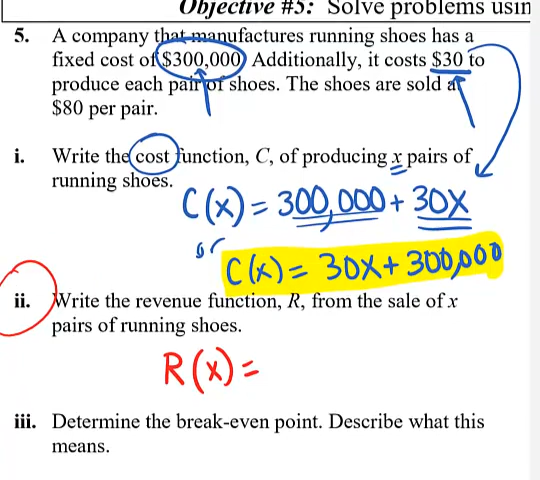 Objective #5: Solve problems usin
5. A company that manufactures running shoes has a
fixed cost of $300,000. Additionally, it costs $30 to
produce each pair of shoes. The shoes are sold at
$80 per pair.
i. Write the cost function, C, of producing x pairs of
running shoes.
C(x) = 300,000 + 30x
or
C(x) = 30x + 300,000
ii. Write the revenue function, R, from the sale of x
pairs of running shoes.
R(x) =
iii. Determine the break-even point. Describe what this
means.